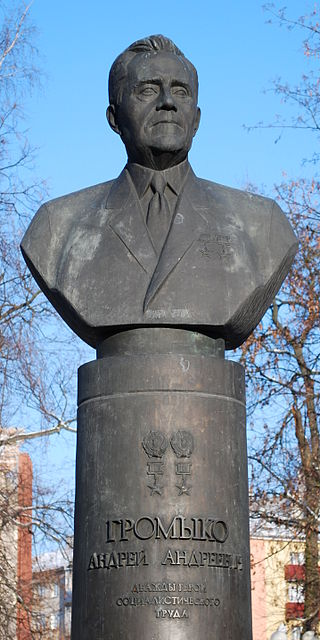 ГРОМЫКО
АНДРЕЙ АНДРЕЕВИЧ
ДВАЖДЫ ГЕРОЙ
СОЦИАЛИСТИЧЕСКОГО
ТРУДА